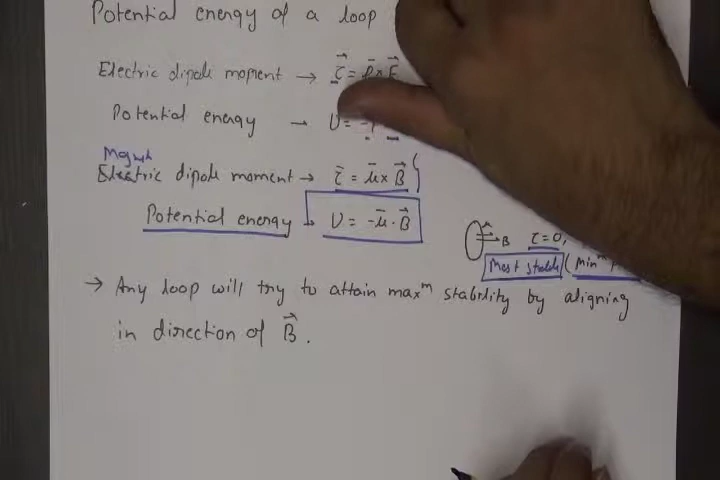 Potential energy of a loop
Electric dipole moment → τ⃗ = p⃗ × E⃗
Potential energy → U = -
Magnet
Electric dipole moment → τ⃗ = μ⃗ × B⃗
Potential energy → U = -μ⃗ · B⃗
B τ = 0,
Most stable (Minᵐ
→ Any loop will try to attain maxᵐ stability by aligning
in direction of B⃗ .